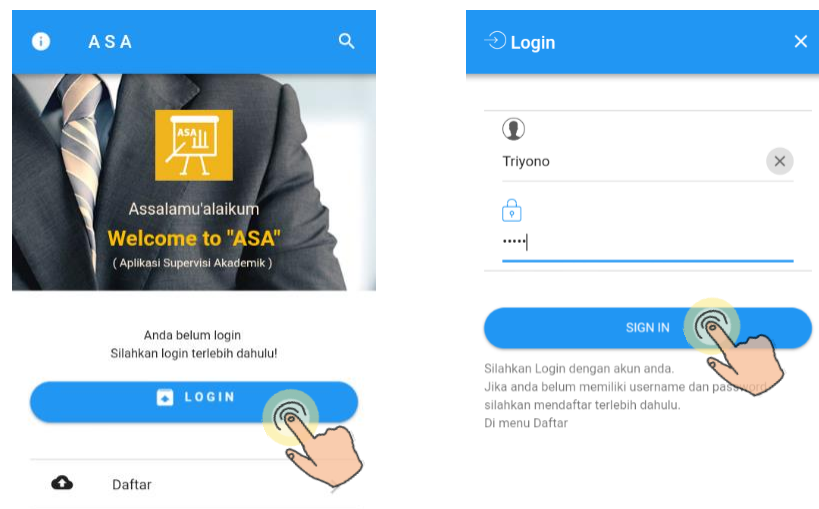 ASA
ASA
Assalamu'alaikum
Welcome to "ASA"
( Aplikasi Supervisi Akademik )
Anda belum login
Silahkan login terlebih dahulu!
LOGIN
Daftar
Login
Triyono
•••••
SIGN IN
Silahkan Login dengan akun anda.
Jika anda belum memiliki username dan password
silahkan mendaftar terlebih dahulu.
Di menu Daftar